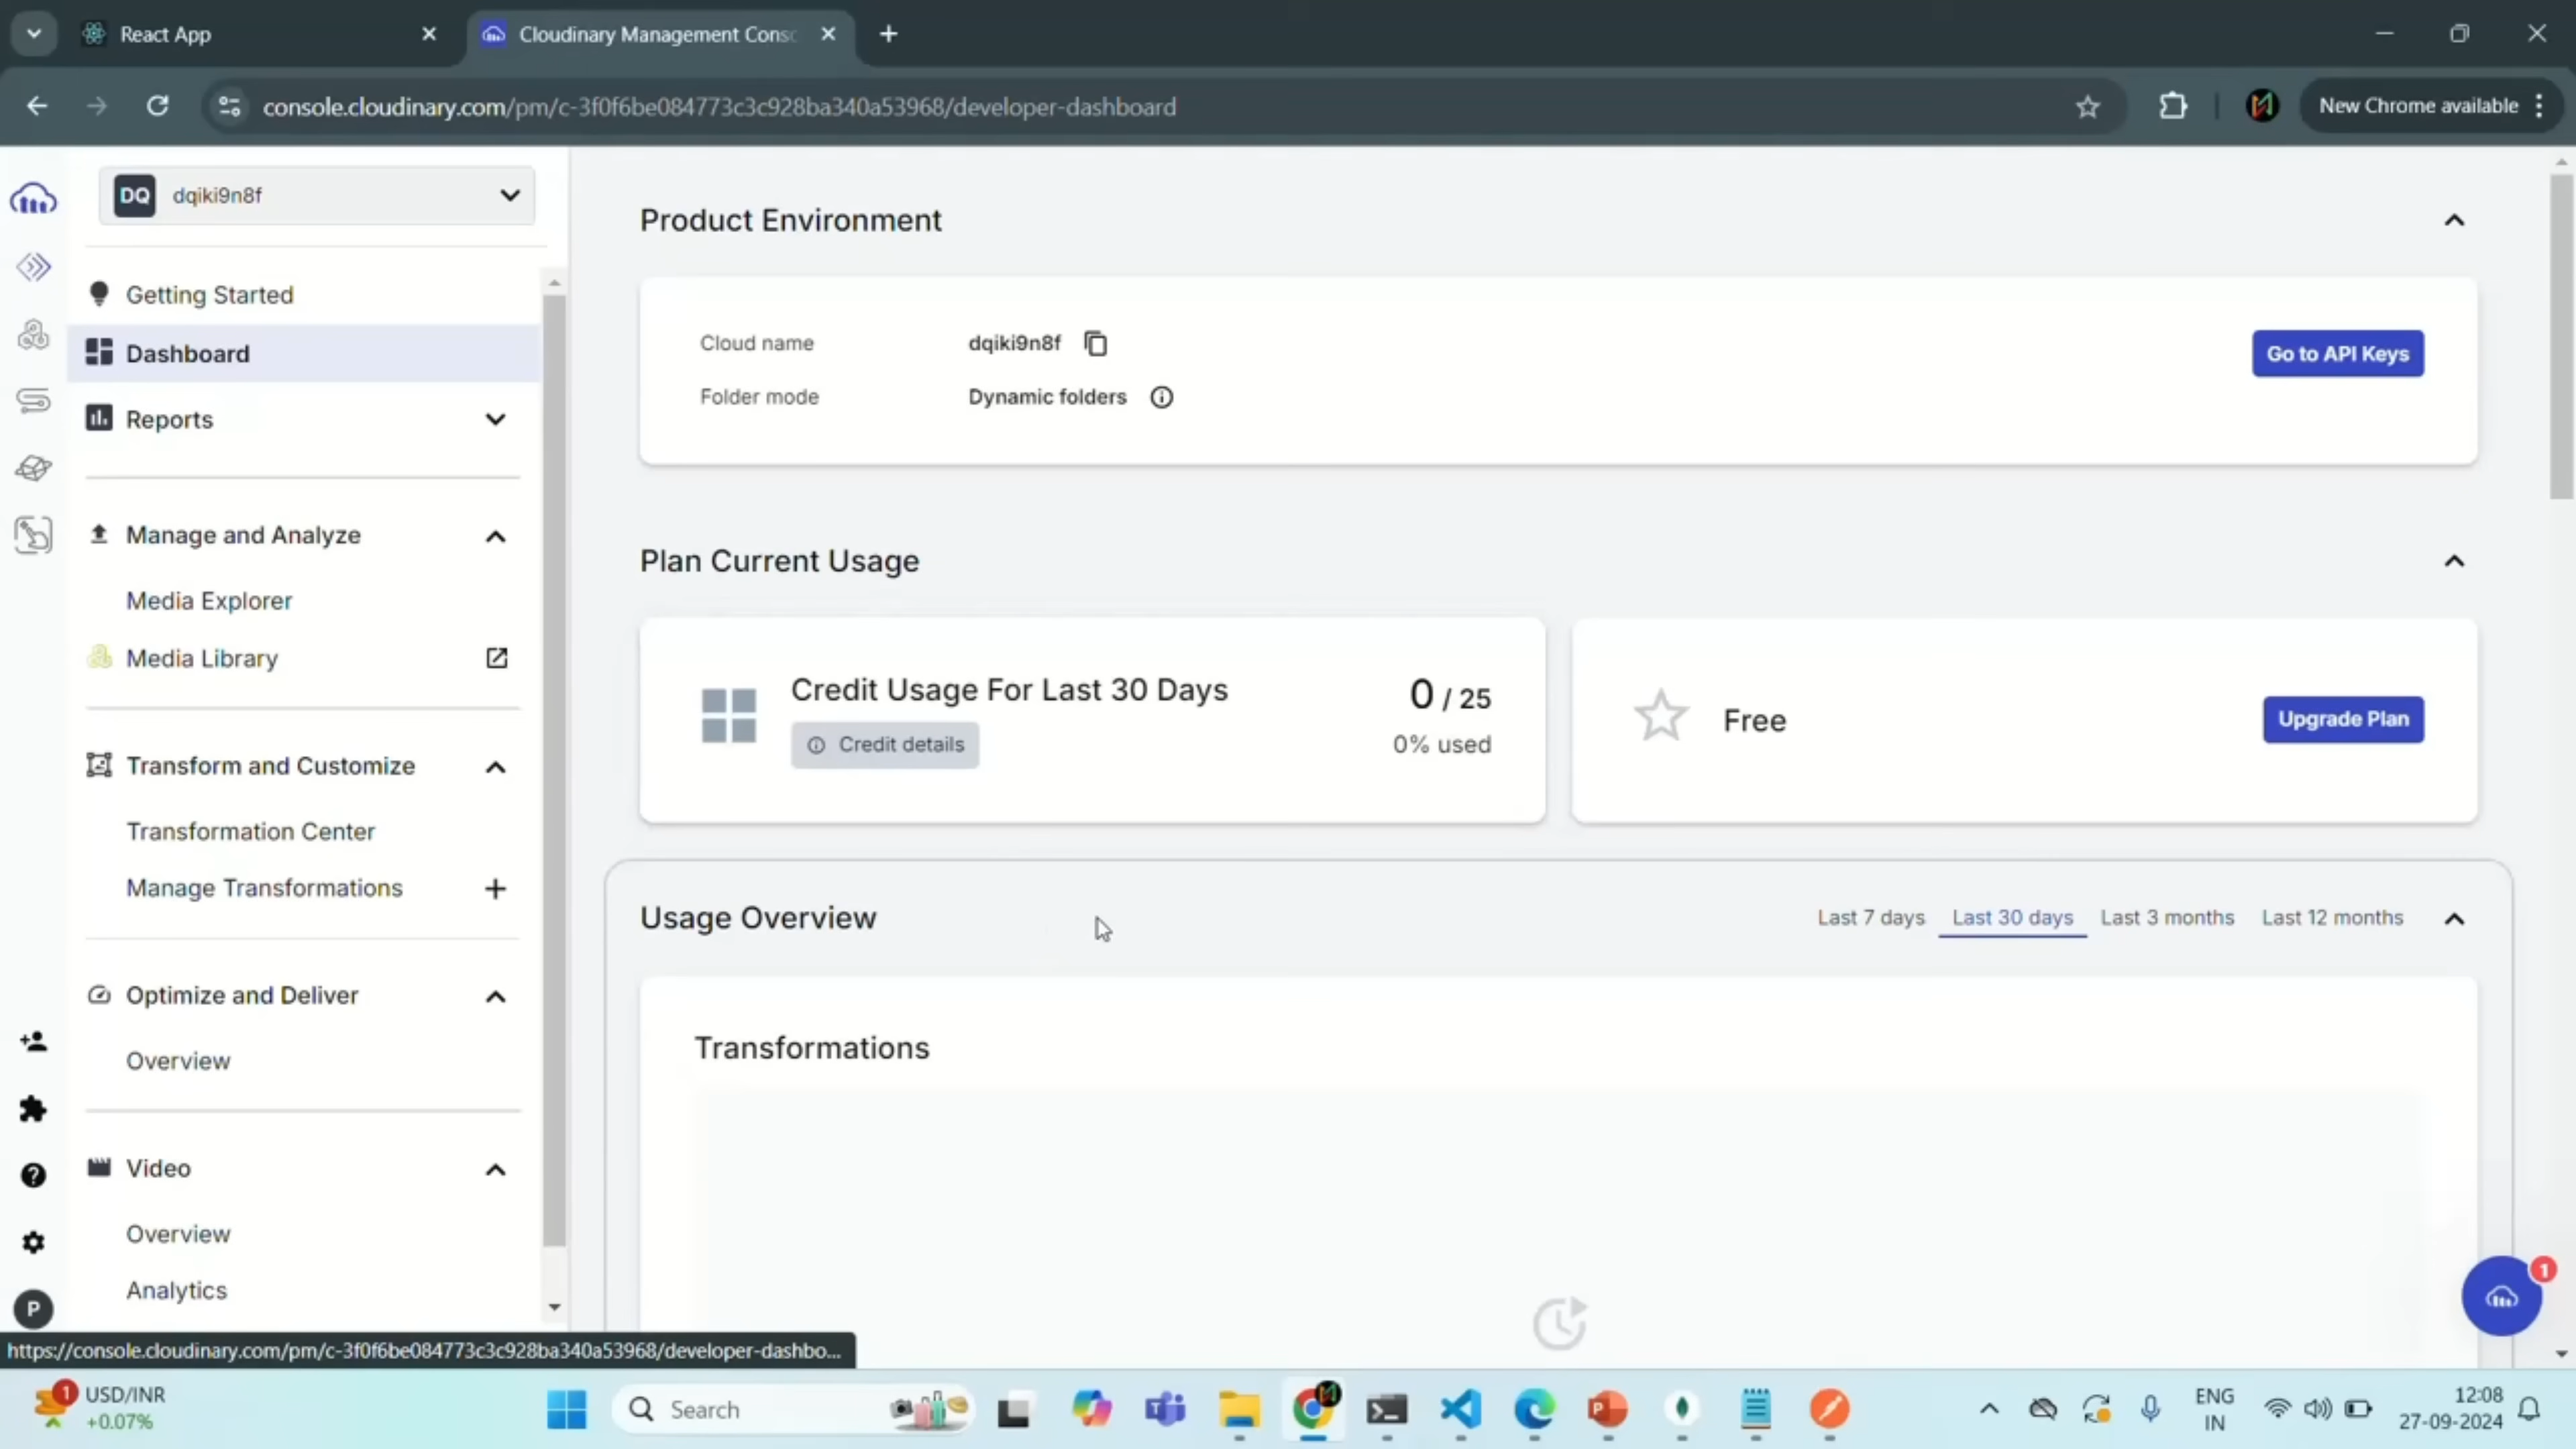 React App
Cloudinary Management Consc
console.cloudinary.com/pm/c-3f0f6be084773c3c928ba340a53968/developer-dashboard
New Chrome available
DQ dqiki9n8f
Getting Started
Dashboard
Reports
Manage and Analyze
Media Explorer
Media Library
Transform and Customize
Transformation Center
Manage Transformations
Optimize and Deliver
Overview
Video
Overview
Analytics
P
Product Environment
Cloud name dqiki9n8f
Go to API Keys
Folder mode Dynamic folders
Plan Current Usage
Credit Usage For Last 30 Days
0 / 25
Credit details
0% used
Free
Upgrade Plan
Usage Overview
Last 7 days Last 30 days Last 3 months Last 12 months
Transformations
1
https://console.cloudinary.com/pm/c-3f0f6be084773c3c928ba340a53968/developer-dashbo...
1
USD/INR
+0.07%
Search
ENG
IN
12:08
27-09-2024